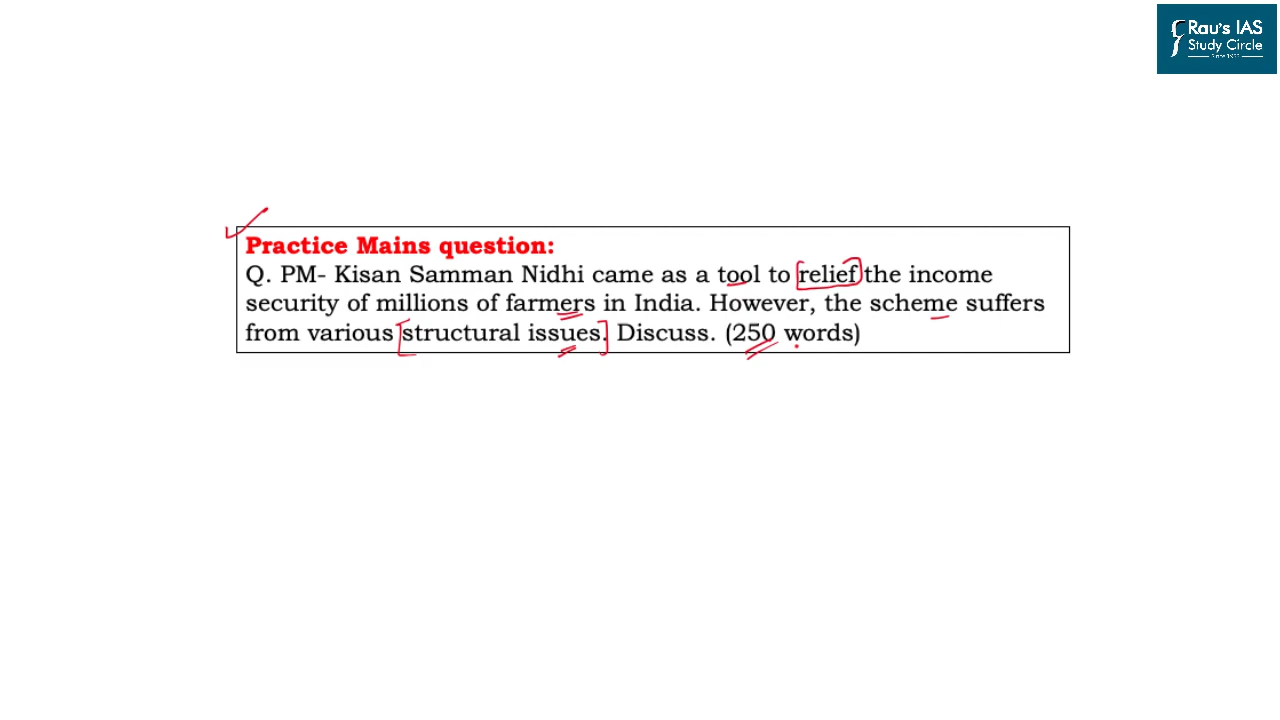 Rau's IAS
Study Circle
Practice Mains question:
Q. PM- Kisan Samman Nidhi came as a tool to relief the income
security of millions of farmers in India. However, the scheme suffers
from various structural issues. Discuss. (250 words)